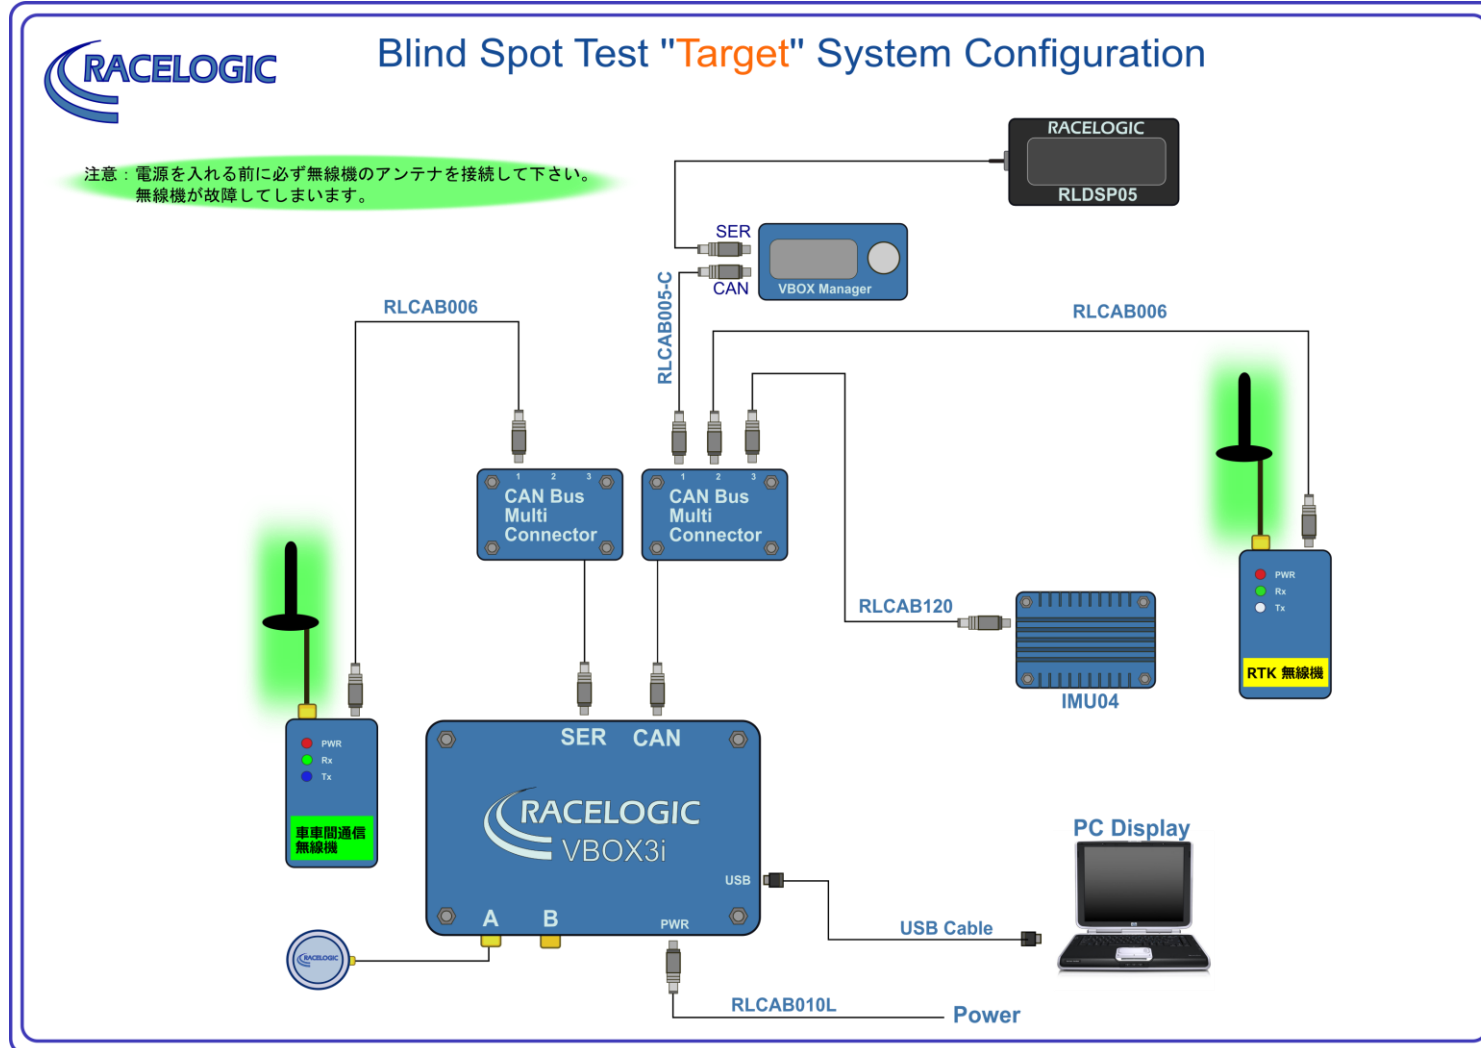 RACELOGIC
Blind Spot Test "Target" System Configuration
注意：電源を入れる前に必ず無線機のアンテナを接続して下さい。
無線機が故障してしまいます。
RACELOGIC
RLDSP05
SER
CAN
VBOX Manager
RLCAB006
RLCAB005-C
RLCAB006
1 2 3
CAN Bus
Multi
Connector
1 2 3
CAN Bus
Multi
Connector
PWR
Rx
Tx
RTK 無線機
RLCAB120
IMU04
PWR
Rx
Tx
車車間通信
無線機
SER CAN
RACELOGIC
VBOX3i
USB
A B
PWR
PC Display
USB Cable
RACELOGIC
RLCAB010L
Power